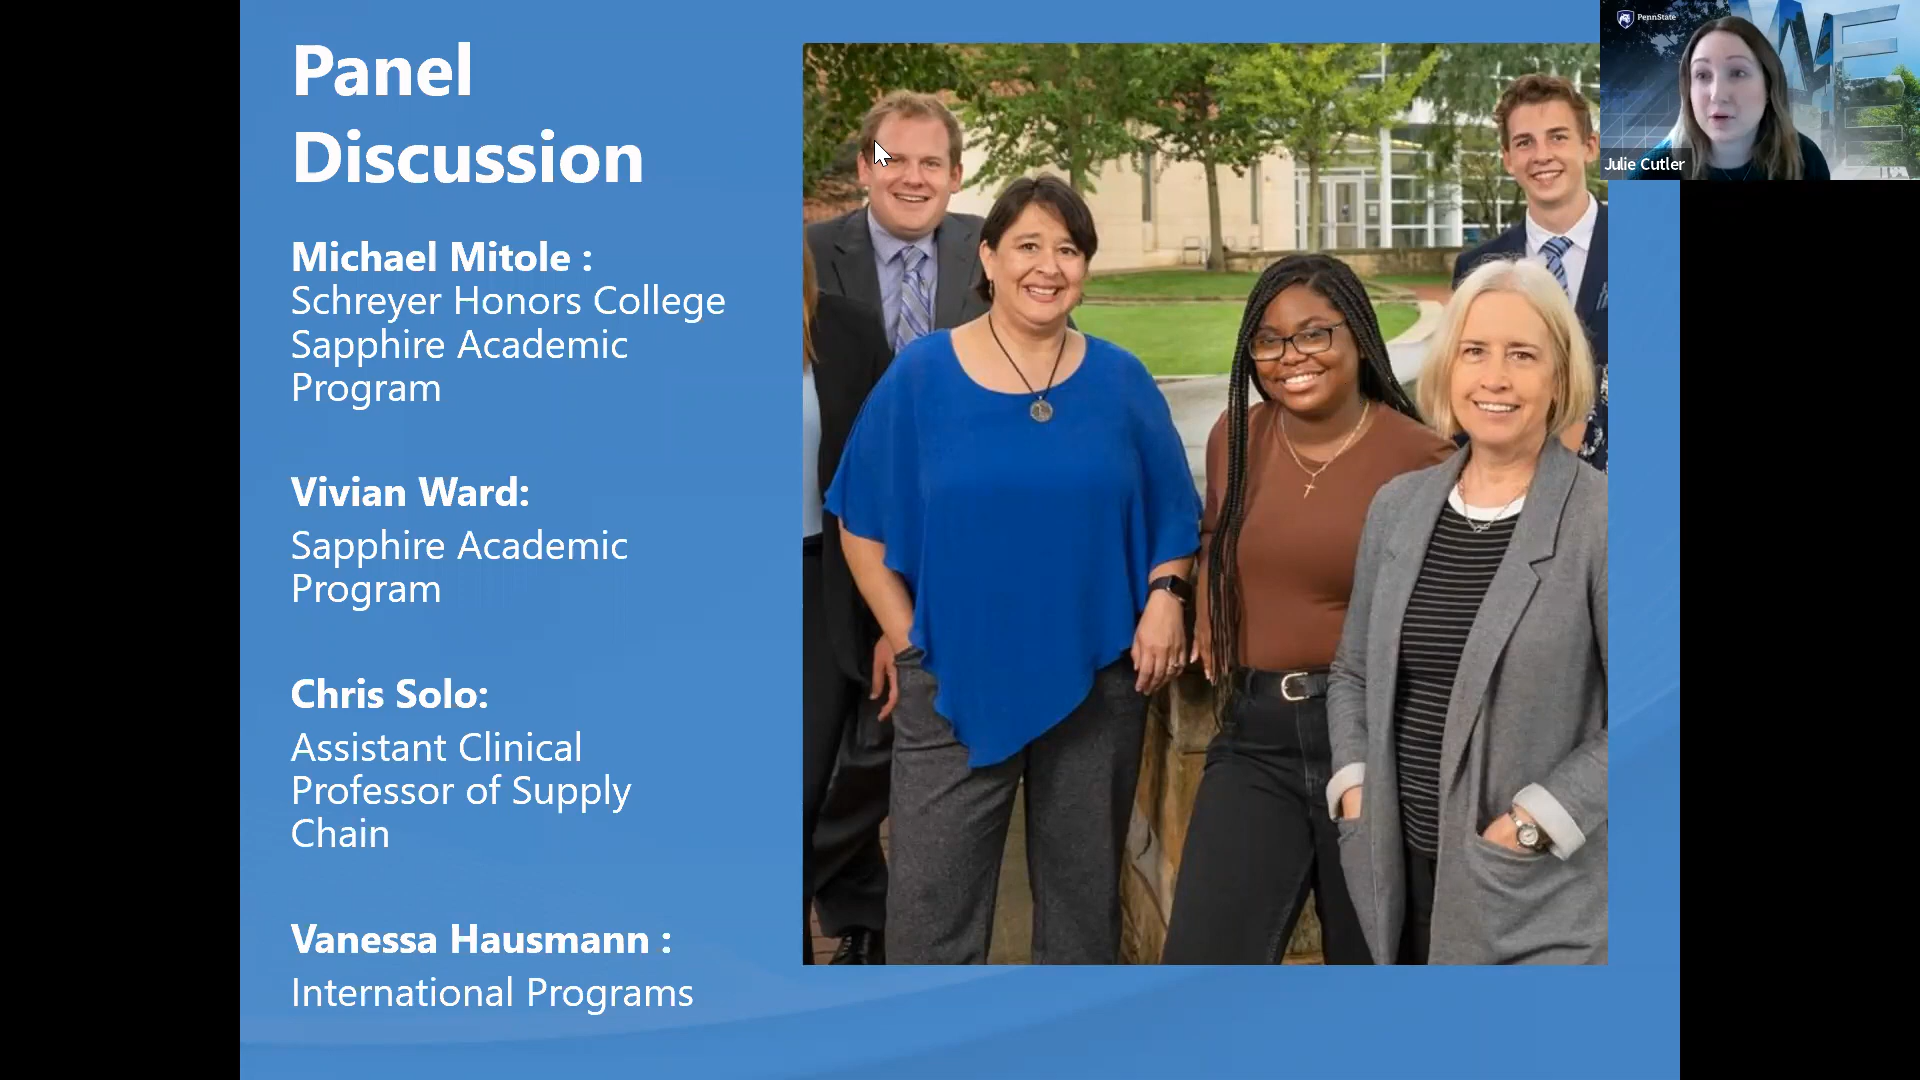 Panel
Discussion
Michael Mitole :
Schreyer Honors College
Sapphire Academic
Program
Vivian Ward:
Sapphire Academic
Program
Chris Solo:
Assistant Clinical
Professor of Supply
Chain
Vanessa Hausmann :
International Programs
PennState
Julie Cutler